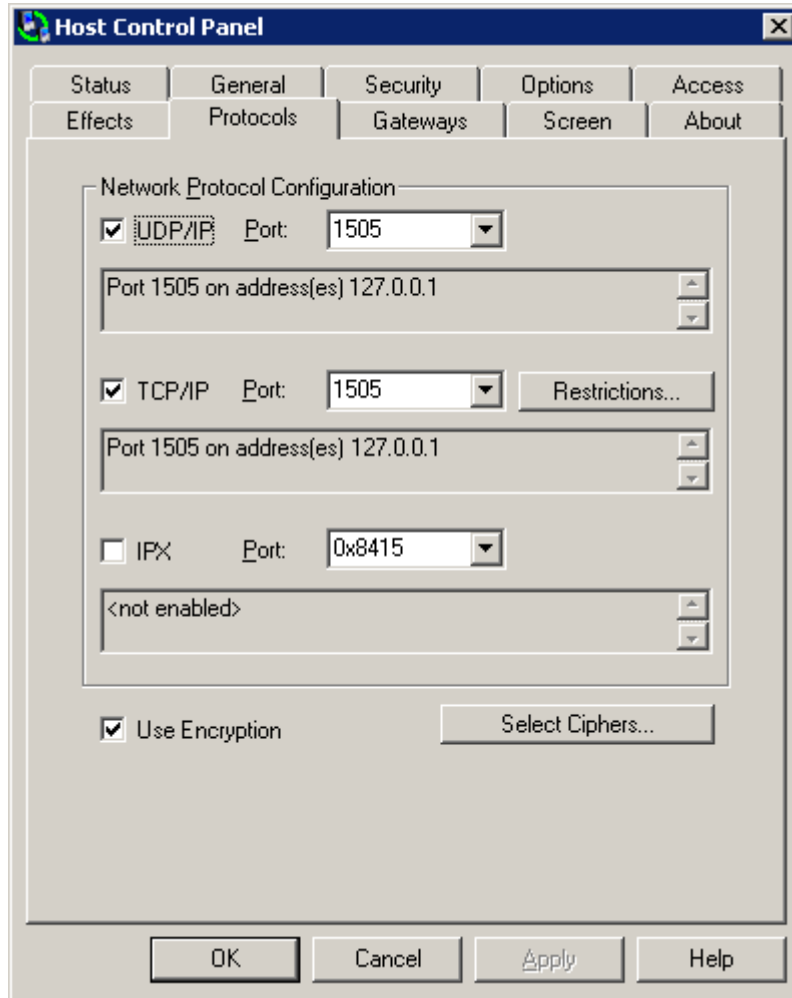 Host Control Panel
Status General Security Options Access
Effects Protocols Gateways Screen About
Network Protocol Configuration
UDP/IP Port: 1505
Port 1505 on address(es) 127.0.0.1
TCP/IP Port: 1505 Restrictions...
Port 1505 on address(es) 127.0.0.1
IPX Port: 0x8415
<not enabled>
Use Encryption Select Ciphers...
OK Cancel Apply Help